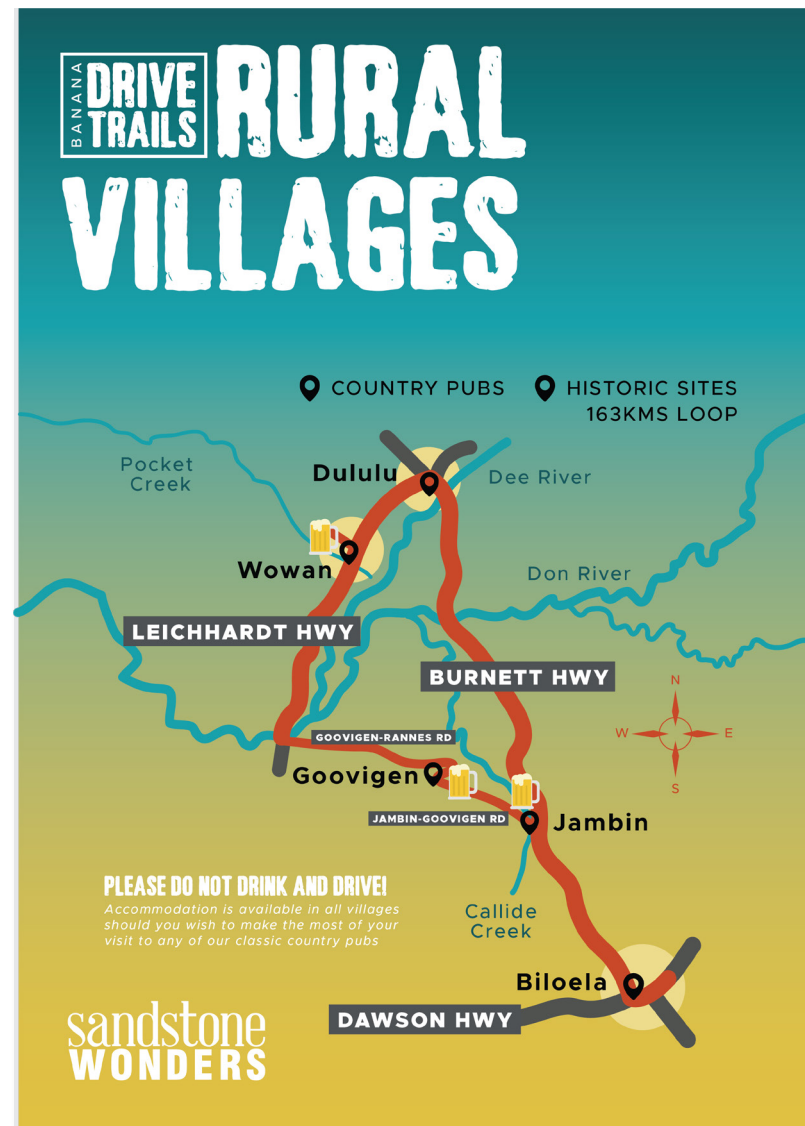 BANANA
DRIVE
TRAILS
RURAL
VILLAGES
COUNTRY PUBS
HISTORIC SITES
163KMS LOOP
Pocket
Creek
Dululu
Dee River
Wowan
Don River
LEICHHARDT HWY
BURNETT HWY
N
W
E
S
GOOVIGEN-RANNES RD
Goovigen
JAMBIN-GOOVIGEN RD
Jambin
PLEASE DO NOT DRINK AND DRIVE!
Accommodation is available in all villages
should you wish to make the most of your
visit to any of our classic country pubs
Callide
Creek
Biloela
DAWSON HWY
sandstone
WONDERS